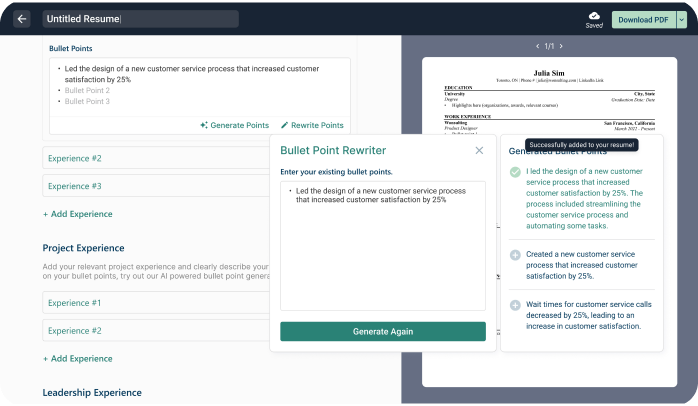 Untitled Resume
Saved
Download PDF
Bullet Points
• Led the design of a new customer service process that increased customer
satisfaction by 25%
• Bullet Point 2
• Bullet Point 3
Generate Points
Rewrite Points
Experience #2
Experience #3
+ Add Experience
Project Experience
Add your relevant project experience and clearly describe your
on your bullet points, try out our AI powered bullet point genera
Experience #1
Experience #2
+ Add Experience
Leadership Experience
< 1/1 >
Julia Sim
Toronto, ON | Phone # | julia@wonsulting.com | LinkedIn Link
EDUCATION
University
City, State
Degree
Graduation Date: Date
• Highlights here (organizations, awards, relevant courses)
WORK EXPERIENCE
Wonsulting
San Francisco, California
Product Designer
March 2022 - Present
Bullet Point Rewriter
Enter your existing bullet points.
• Led the design of a new customer service process
that increased customer satisfaction by 25%
Generate Again
Successfully added to your resume!
Generated Bullet Points
I led the design of a new customer
service process that increased
customer satisfaction by 25%. The
process included streamlining the
customer service process and
automating some tasks.
Created a new customer service
process that increased customer
satisfaction by 25%.
Wait times for customer service calls
decreased by 25%, leading to an
increase in customer satisfaction.